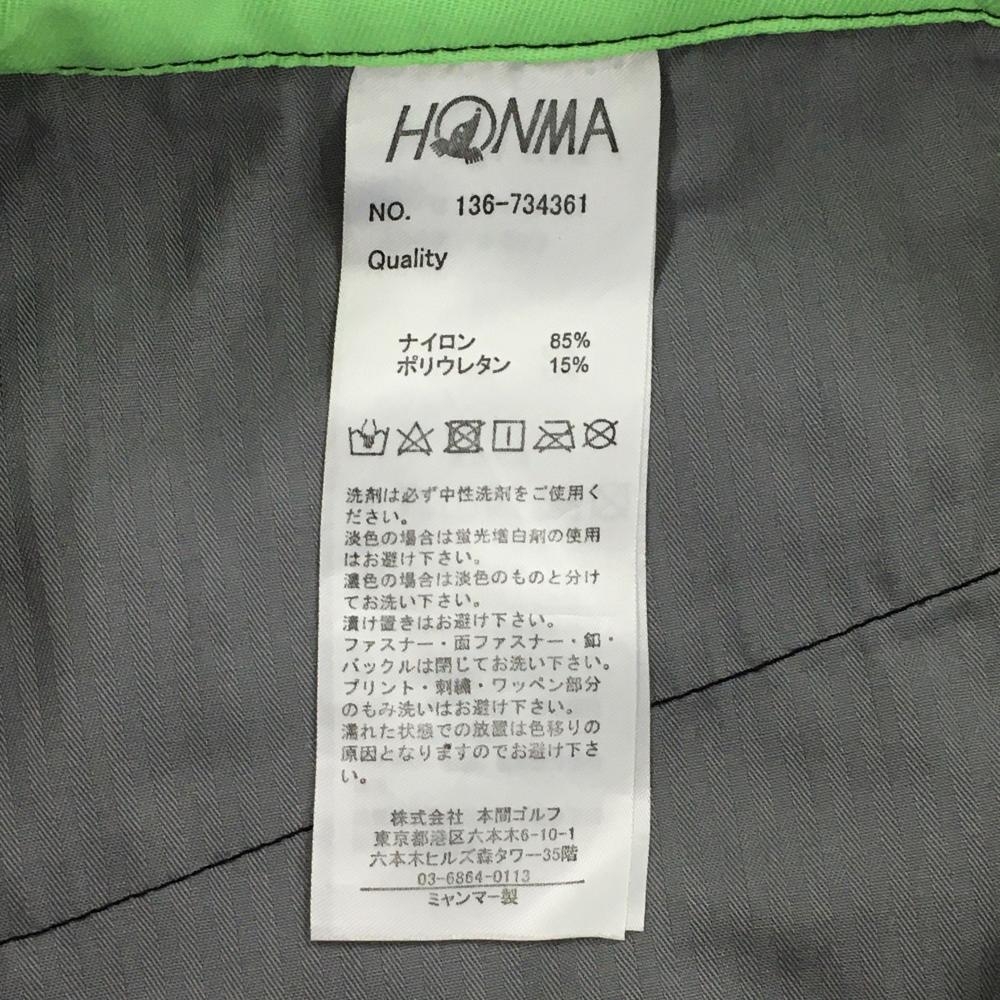 HONMA
NO. 136-734361
Quality
ナイロン 85%
ポリウレタン 15%
洗剤は必ず中性洗剤をご使用く
ださい。
淡色の場合は蛍光増白剤の使用
はお避け下さい。
濃色の場合は淡色のものと分け
てお洗い下さい。
漬け置きはお避け下さい。
ファスナー・面ファスナー・釦・
バックルは閉じてお洗い下さい。
プリント・刺繍・ワッペン部分
のもみ洗いはお避け下さい。
濡れた状態での放置は色移りの
原因となりますのでお避け下さ
い。
株式会社 本間ゴルフ
東京都港区六本木6-10-1
六本木ヒルズ森タワー35階
03-6864-0113
ミャンマー製